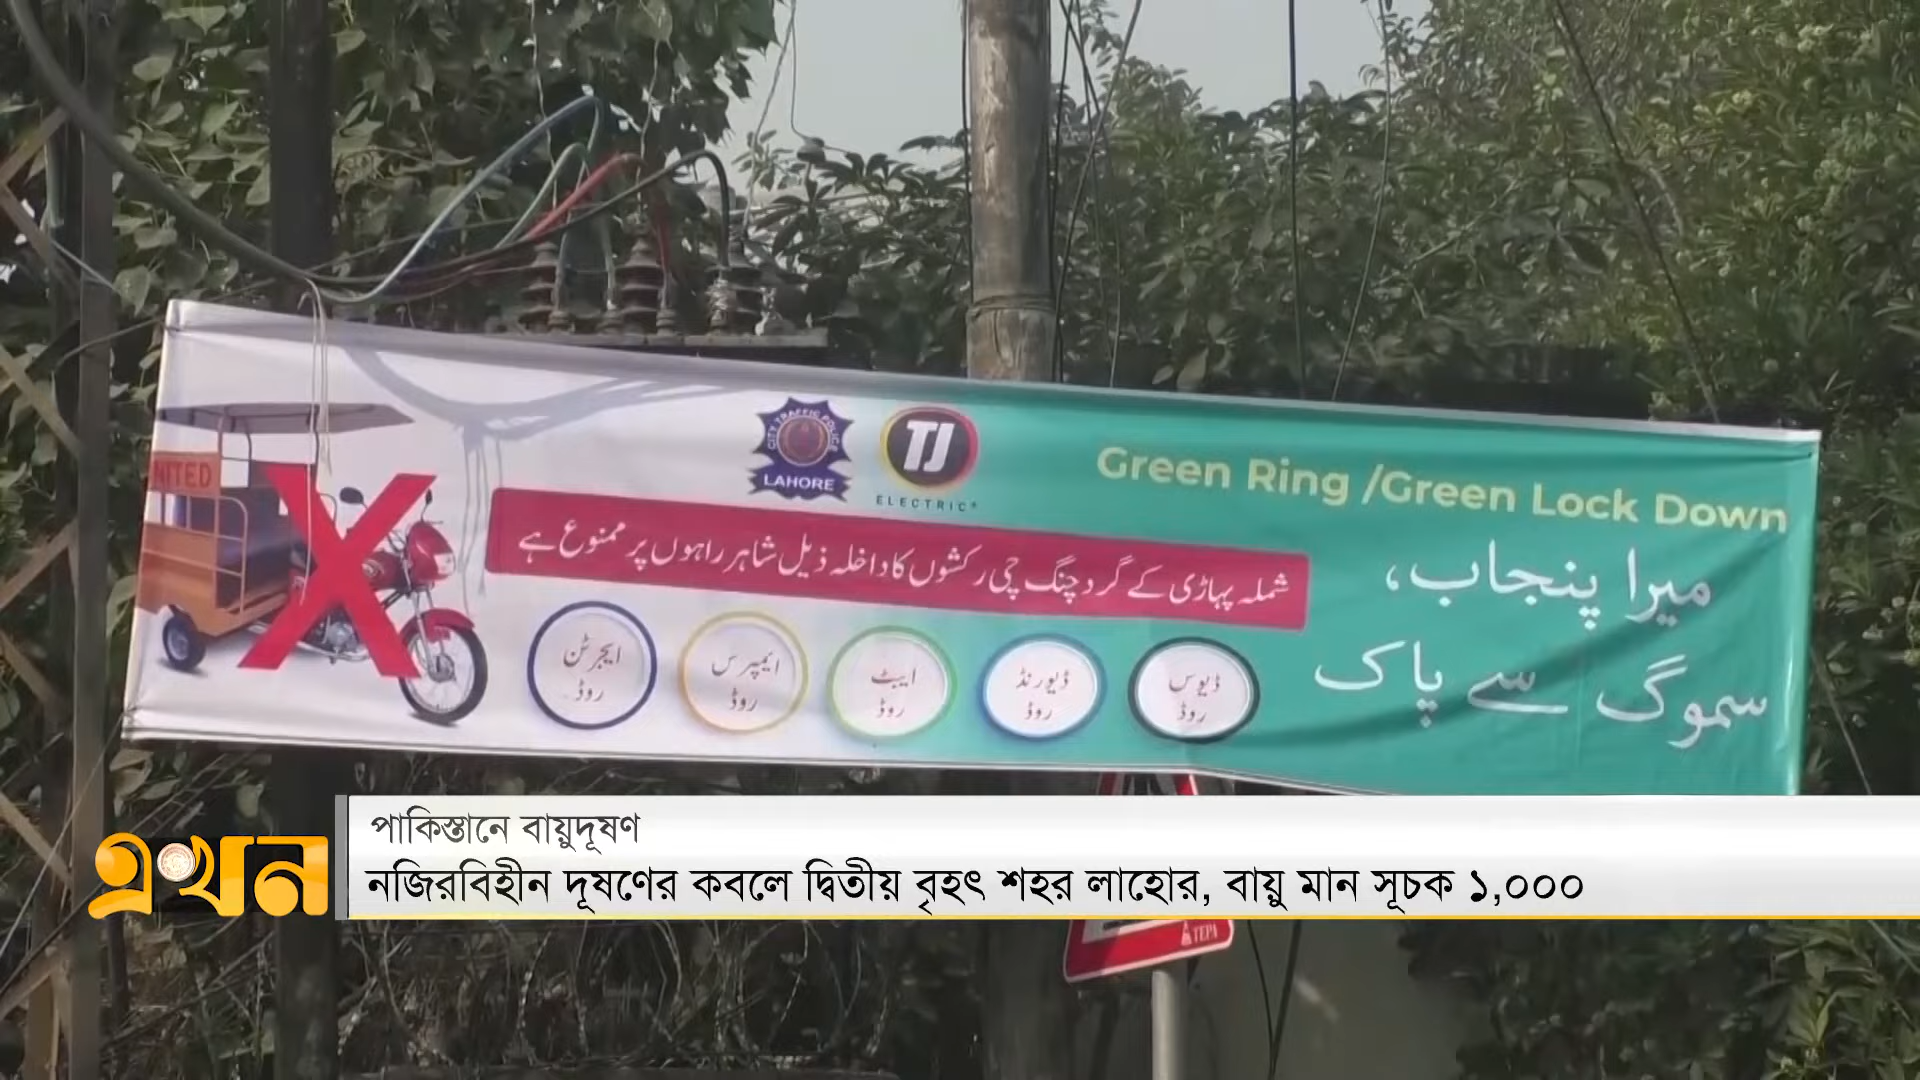 UNITED
CITY TRAFFIC POLICE
LAHORE
TJ
ELECTRIC®
Green Ring /Green Lock Down
میرا پنجاب،
سموگ سے پاک
شملہ پہاڑی کے گرد چنگ چی رکشوں کا داخلہ ذیل شاہراہوں پر ممنوع ہے
ایجرٹن
روڈ
ایمپرس
روڈ
ایبٹ
روڈ
ڈیورنڈ
روڈ
ڈیوس
روڈ
এখন
পাকিস্তানে বায়ুদূষণ
নজিরবিহীন দূষণের কবলে দ্বিতীয় বৃহৎ শহর লাহোর, বায়ু মান সূচক ১,০০০
TEPA